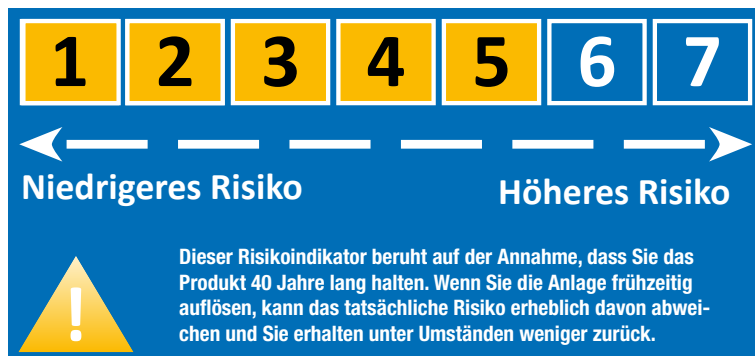 1 2 3 4 5 6 7
Niedrigeres Risiko Höheres Risiko
Dieser Risikoindikator beruht auf der Annahme, dass Sie das
Produkt 40 Jahre lang halten. Wenn Sie die Anlage frühzeitig
auflösen, kann das tatsächliche Risiko erheblich davon abwei-
chen und Sie erhalten unter Umständen weniger zurück.
!